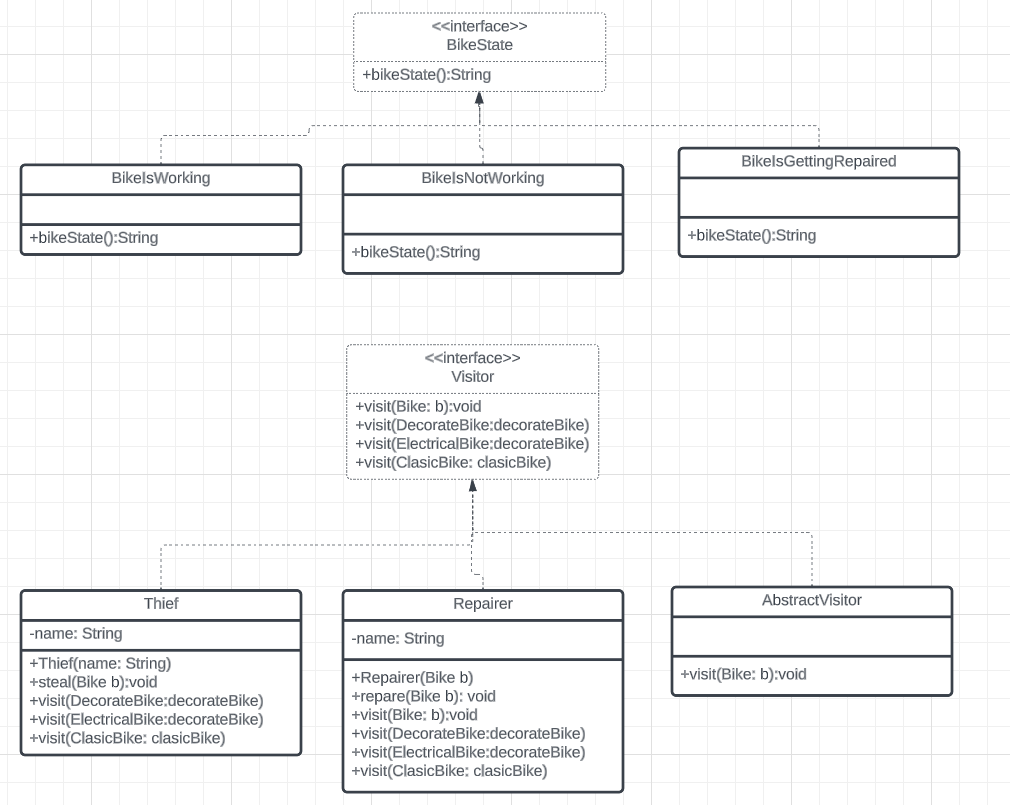 <<interface>>
BikeState
+bikeState():String
BikeIsWorking
+bikeState():String
BikeIsNotWorking
+bikeState():String
BikeIsGettingRepaired
+bikeState():String
<<interface>>
Visitor
+visit(Bike: b):void
+visit(DecorateBike:decorateBike)
+visit(ElectricalBike:decorateBike)
+visit(ClasicBike: clasicBike)
Thief
-name: String
+Thief(name: String)
+steal(Bike b):void
+visit(DecorateBike:decorateBike)
+visit(ElectricalBike:decorateBike)
+visit(ClasicBike: clasicBike)
Repairer
-name: String
+Repairer(Bike b)
+repare(Bike b): void
+visit(Bike: b):void
+visit(DecorateBike:decorateBike)
+visit(ElectricalBike:decorateBike)
+visit(ClasicBike: clasicBike)
AbstractVisitor
+visit(Bike: b):void